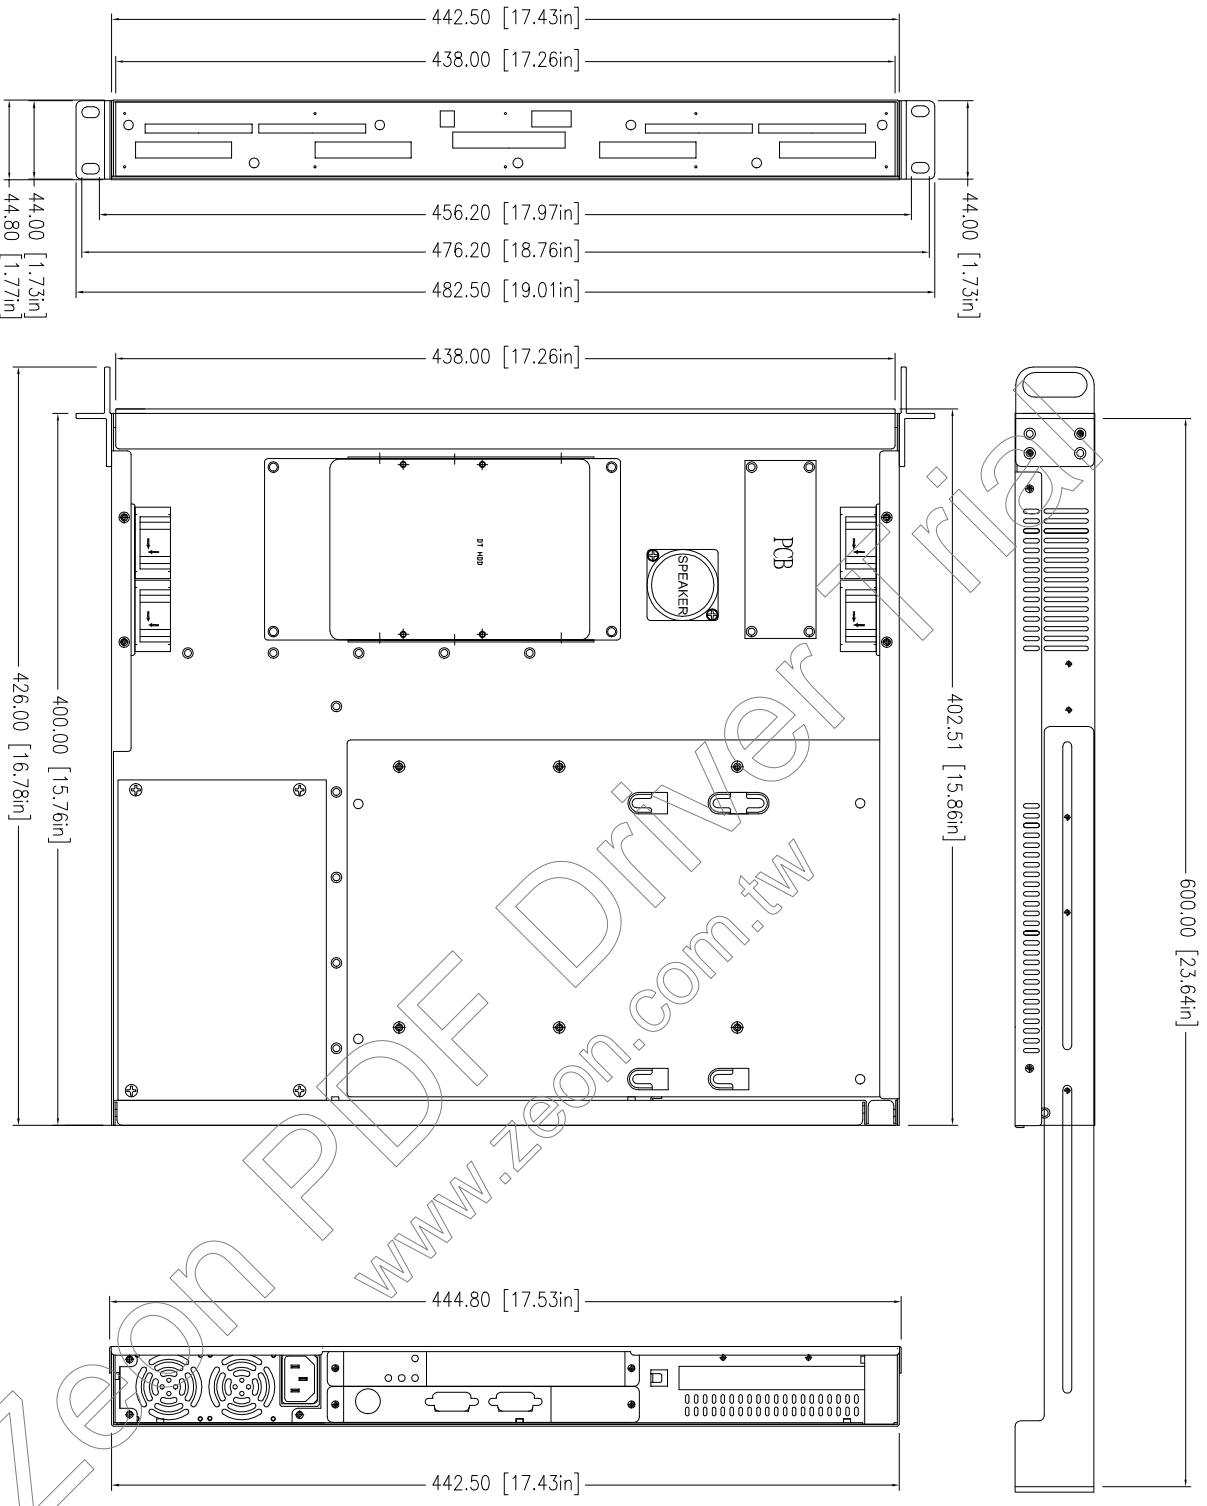 442.50 [17.43in]
438.00 [17.26in]
456.20 [17.97in]
476.20 [18.76in]
482.50 [19.01in]
44.80 [1.77in]
44.00 [1.73in]
44.00 [1.73in]
438.00 [17.26in]
DT HDD
SPEAKER
PCB
426.00 [16.78in]
400.00 [15.76in]
402.51 [15.86in]
600.00 [23.64in]
444.80 [17.53in]
442.50 [17.43in]
Zeon PDF Driver Trial
www.zeon.com.tw